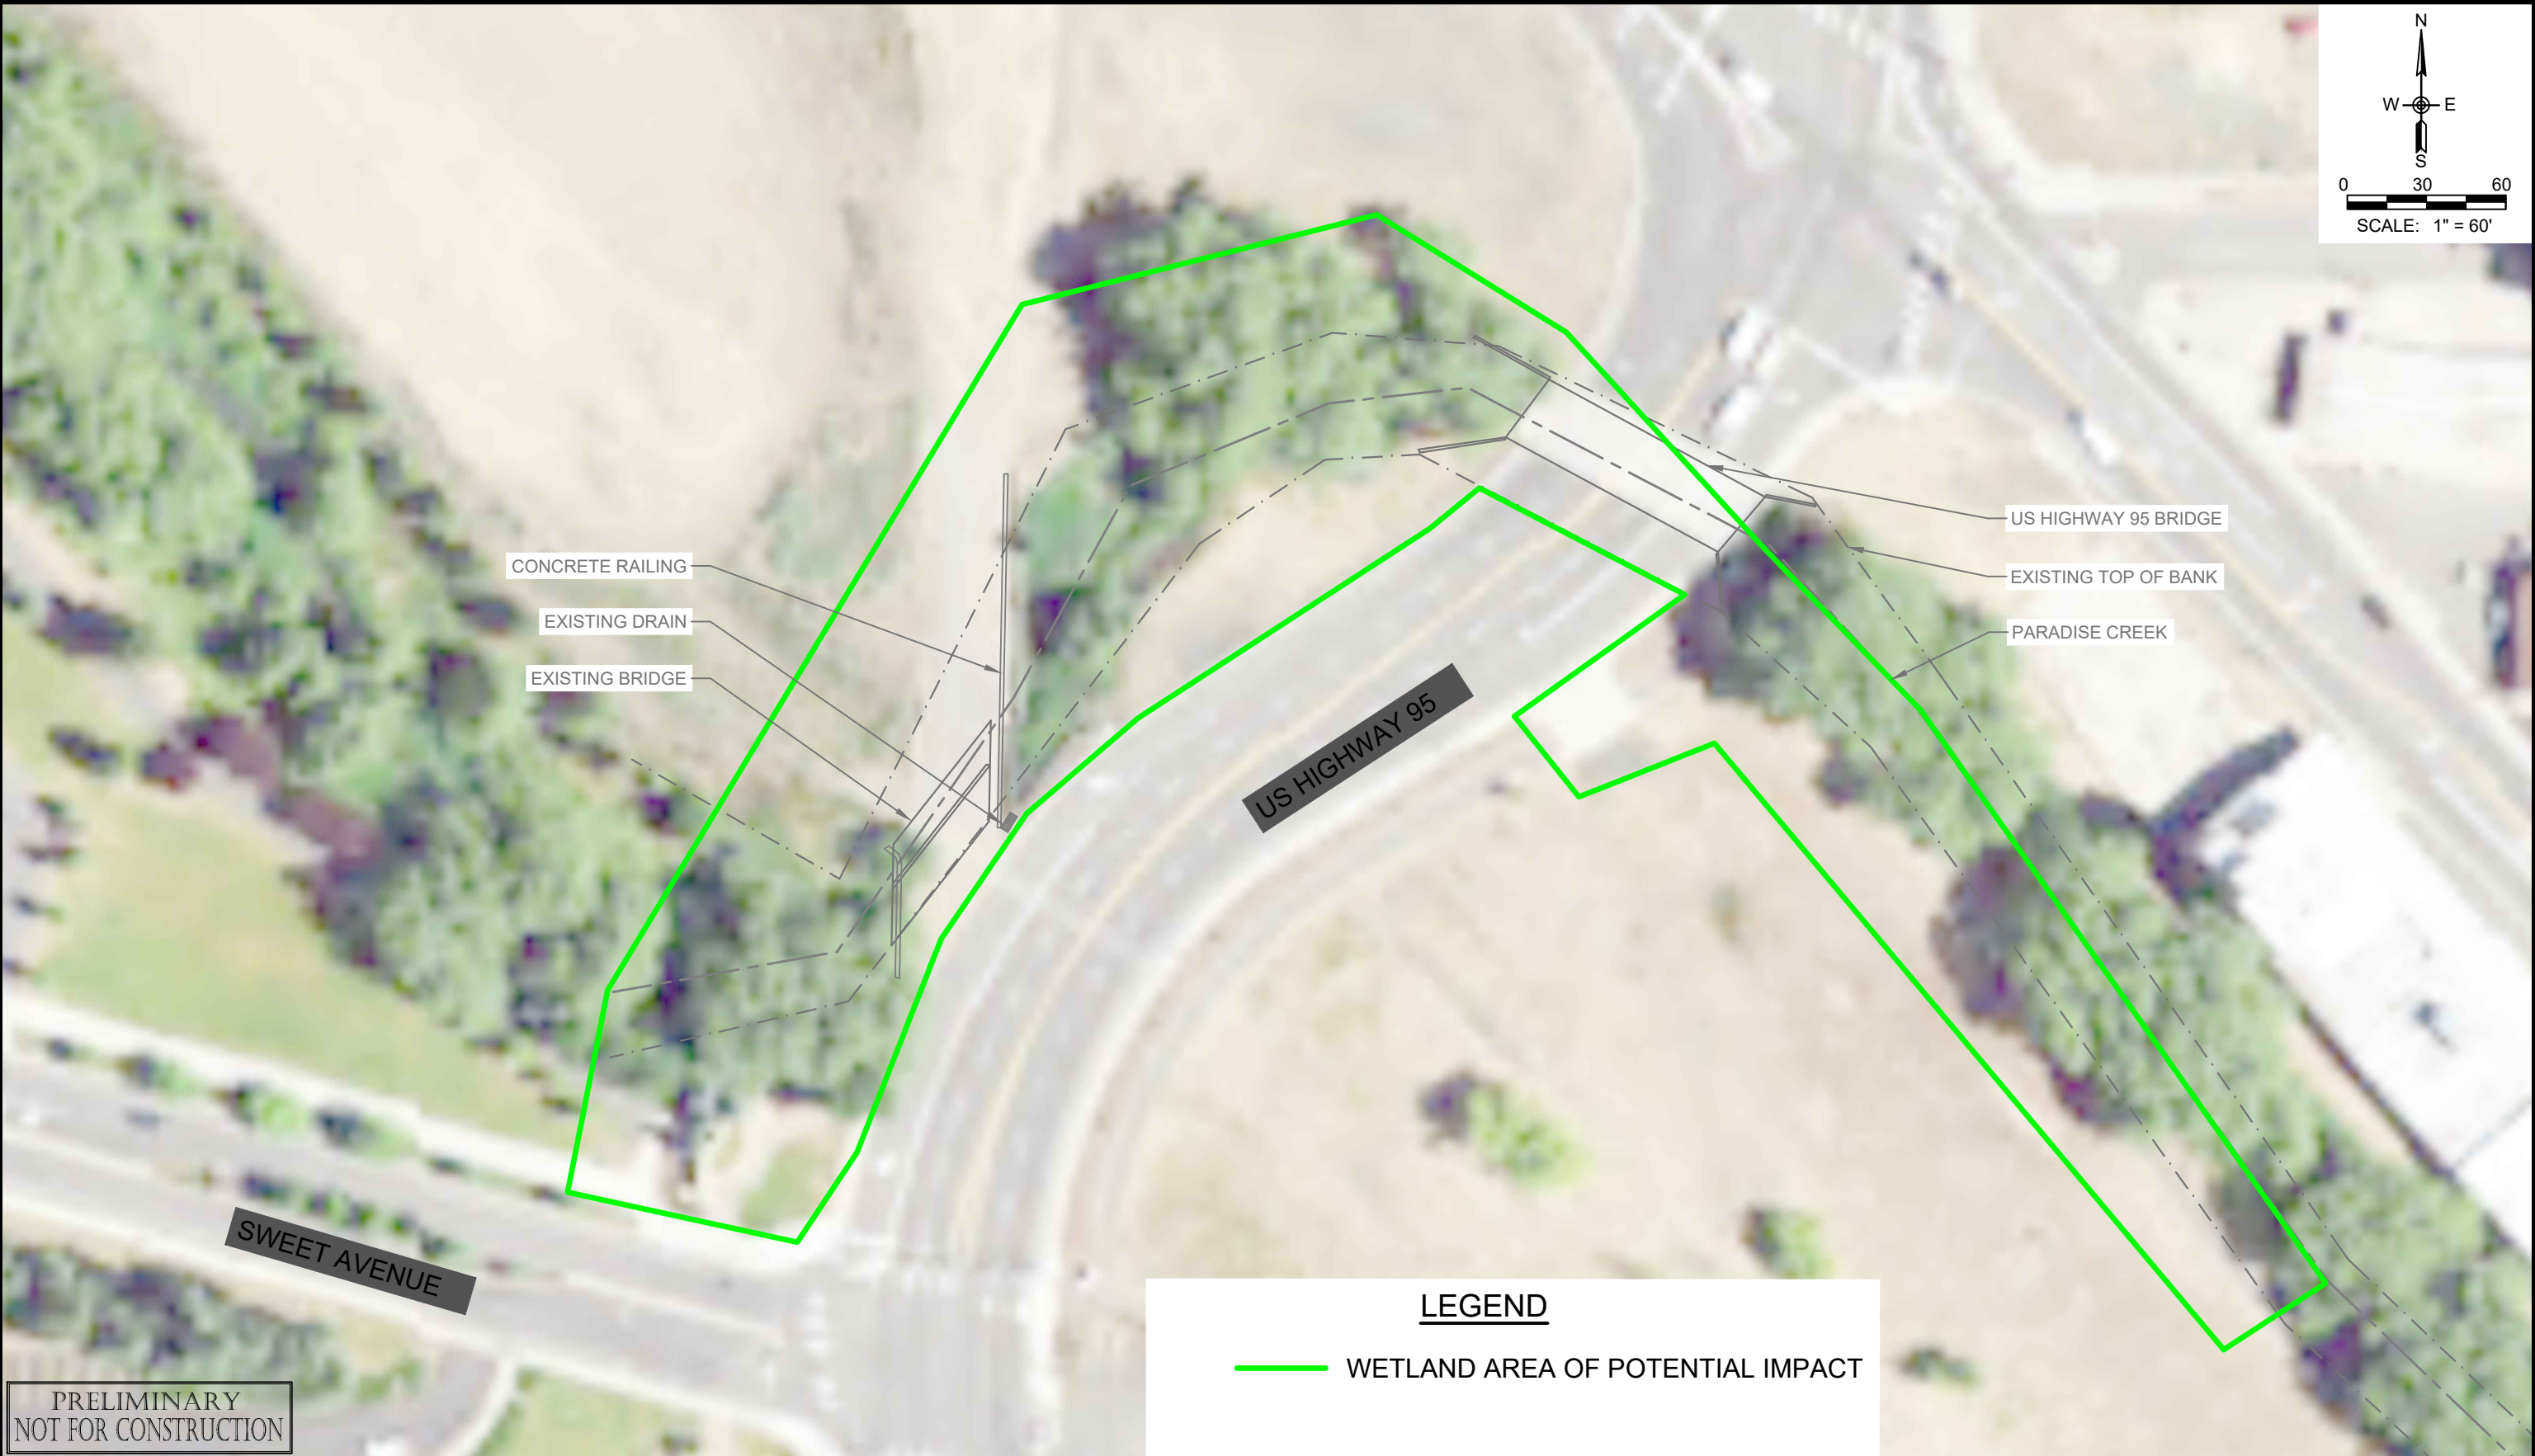 N
W E
S
0 30 60
SCALE: 1" = 60'
US HIGHWAY 95 BRIDGE
EXISTING TOP OF BANK
PARADISE CREEK
CONCRETE RAILING
EXISTING DRAIN
EXISTING BRIDGE
US HIGHWAY 95
SWEET AVENUE
LEGEND
WETLAND AREA OF POTENTIAL IMPACT
PRELIMINARY
NOT FOR CONSTRUCTION